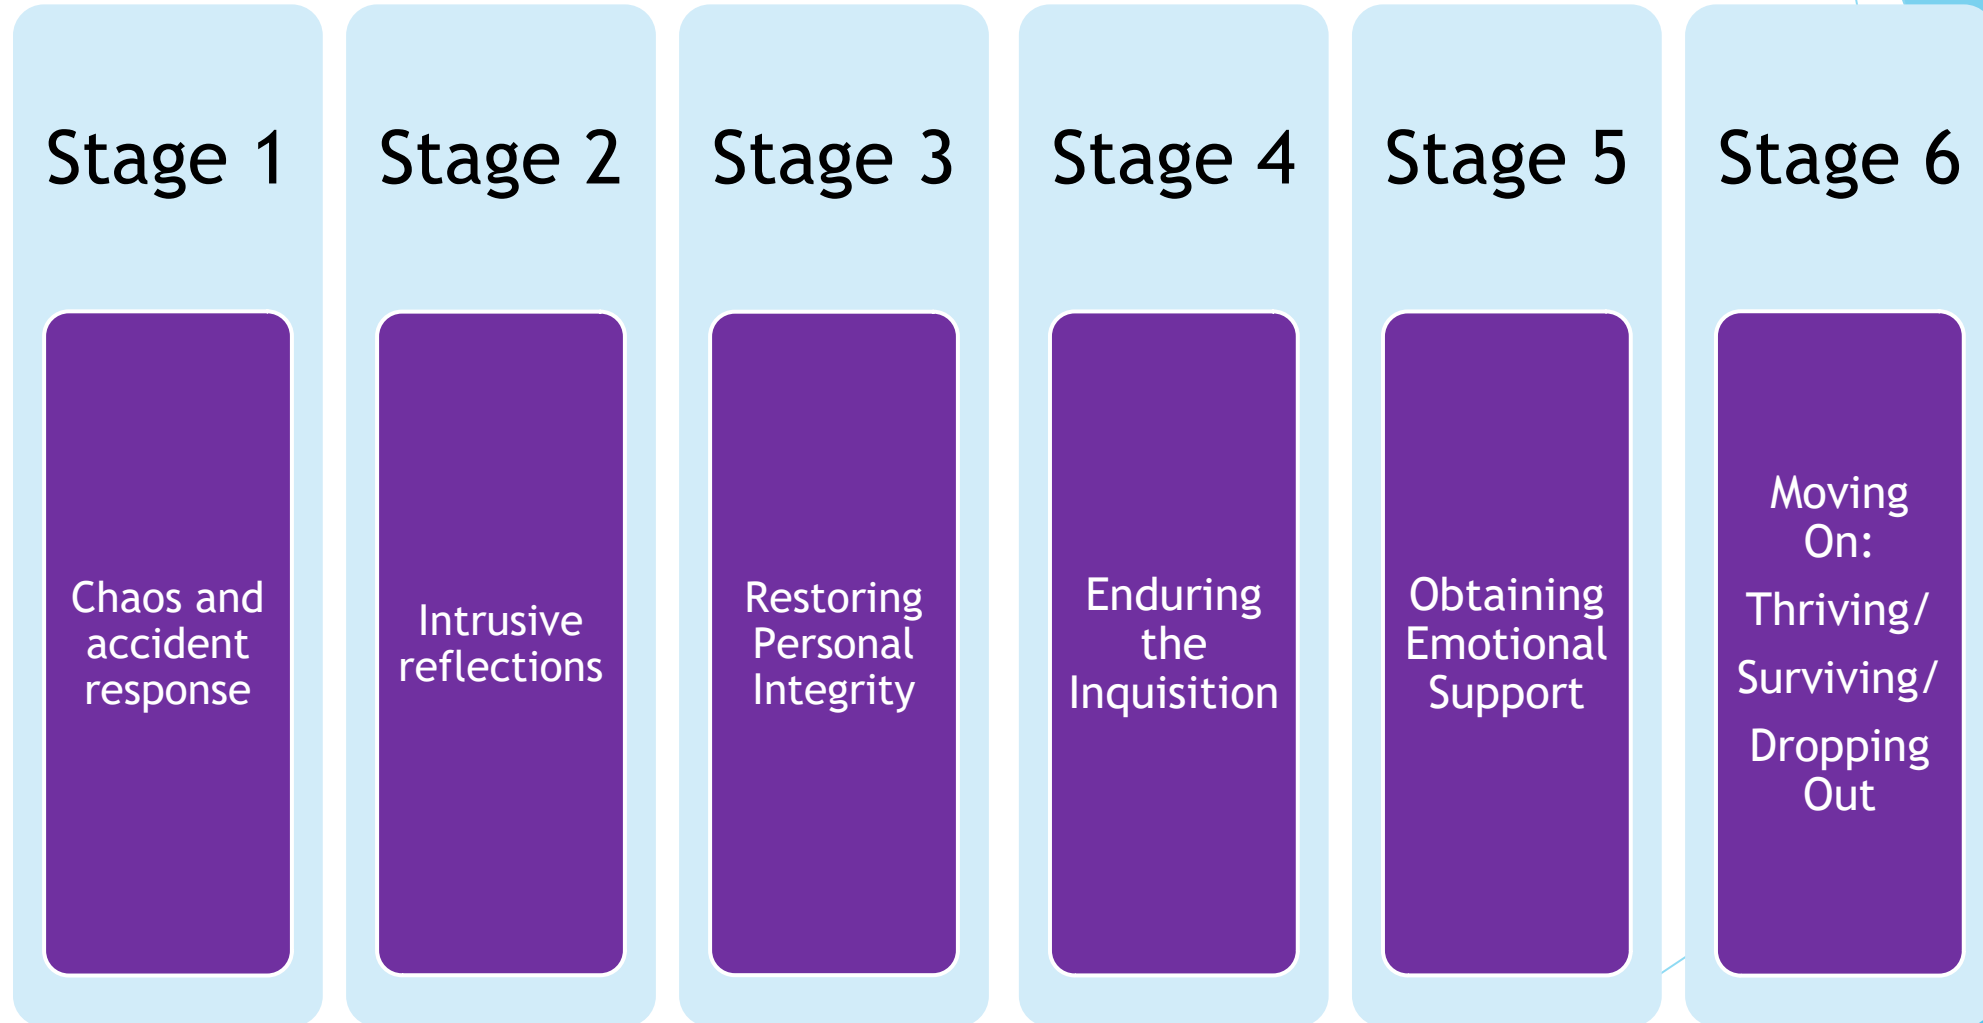 Stage 1
Chaos and
accident
response
Stage 2
Intrusive
reflections
Stage 3
Restoring
Personal
Integrity
Stage 4
Enduring
the
Inquisition
Stage 5
Obtaining
Emotional
Support
Stage 6
Moving
On:
Thriving/
Surviving/
Dropping
Out